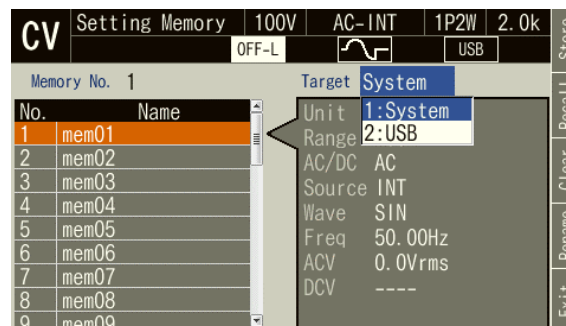 CV Setting Memory 100V AC-INT 1P2W 2.0k
OFF-L USB
Memory No. 1 Target System
1:System
2:USB
No. Name
1 mem01
2 mem02
3 mem03
4 mem04
5 mem05
6 mem06
7 mem07
8 mem08
9 mem09
Unit
Range
AC/DC AC
Source INT
Wave SIN
Freq 50.00Hz
ACV 0.0Vrms
DCV ----
Store
Recall
Clear
Rename
Exit